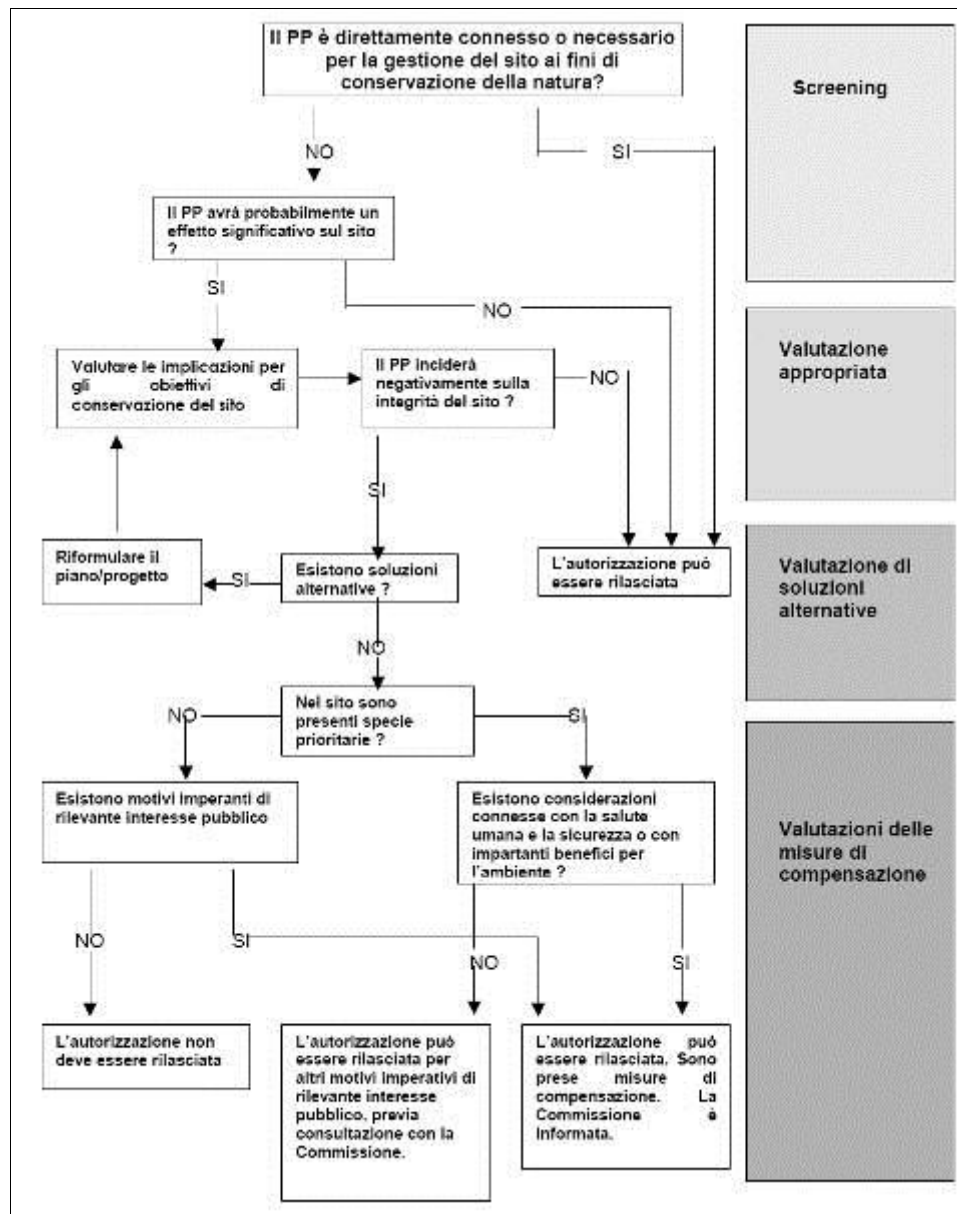 Il PP è direttamente connesso o necessario
per la gestione del sito ai fini di
conservazione della natura?
Screening
NO
SI
Il PP avrà probabilmente un
effetto significativo sul sito
?
SI
NO
Valutare le implicazioni per
gli obiettivi di
conservazione del sito
Il PP inciderà
negativamente sulla
integrità del sito ?
NO
Valutazione
appropriata
SI
Riformulare il
piano/progetto
SI
Esistono soluzioni
alternative ?
L'autorizzazione può
essere rilasciata
Valutazione di
soluzioni
alternative
NO
Nel sito sono
presenti specie
prioritarie ?
NO
SI
Esistono motivi imperanti di
rilevante interesse pubblico
Esistono considerazioni
connesse con la salute
umana e la sicurezza o con
impartanti benefici per
l'ambiente ?
Valutazioni delle
misure di
compensazione
NO
SI
NO
SI
L'autorizzazione non
deve essere rilasciata
L'autorizzazione può
essere rilasciata per
altri motivi imperativi di
rilevante interesse
pubblico, previa
consultazione con la
Commissione.
L'autorizzazione può
essere rilasciata. Sono
prese misure di
compensazione. La
Commissione è
Informata.